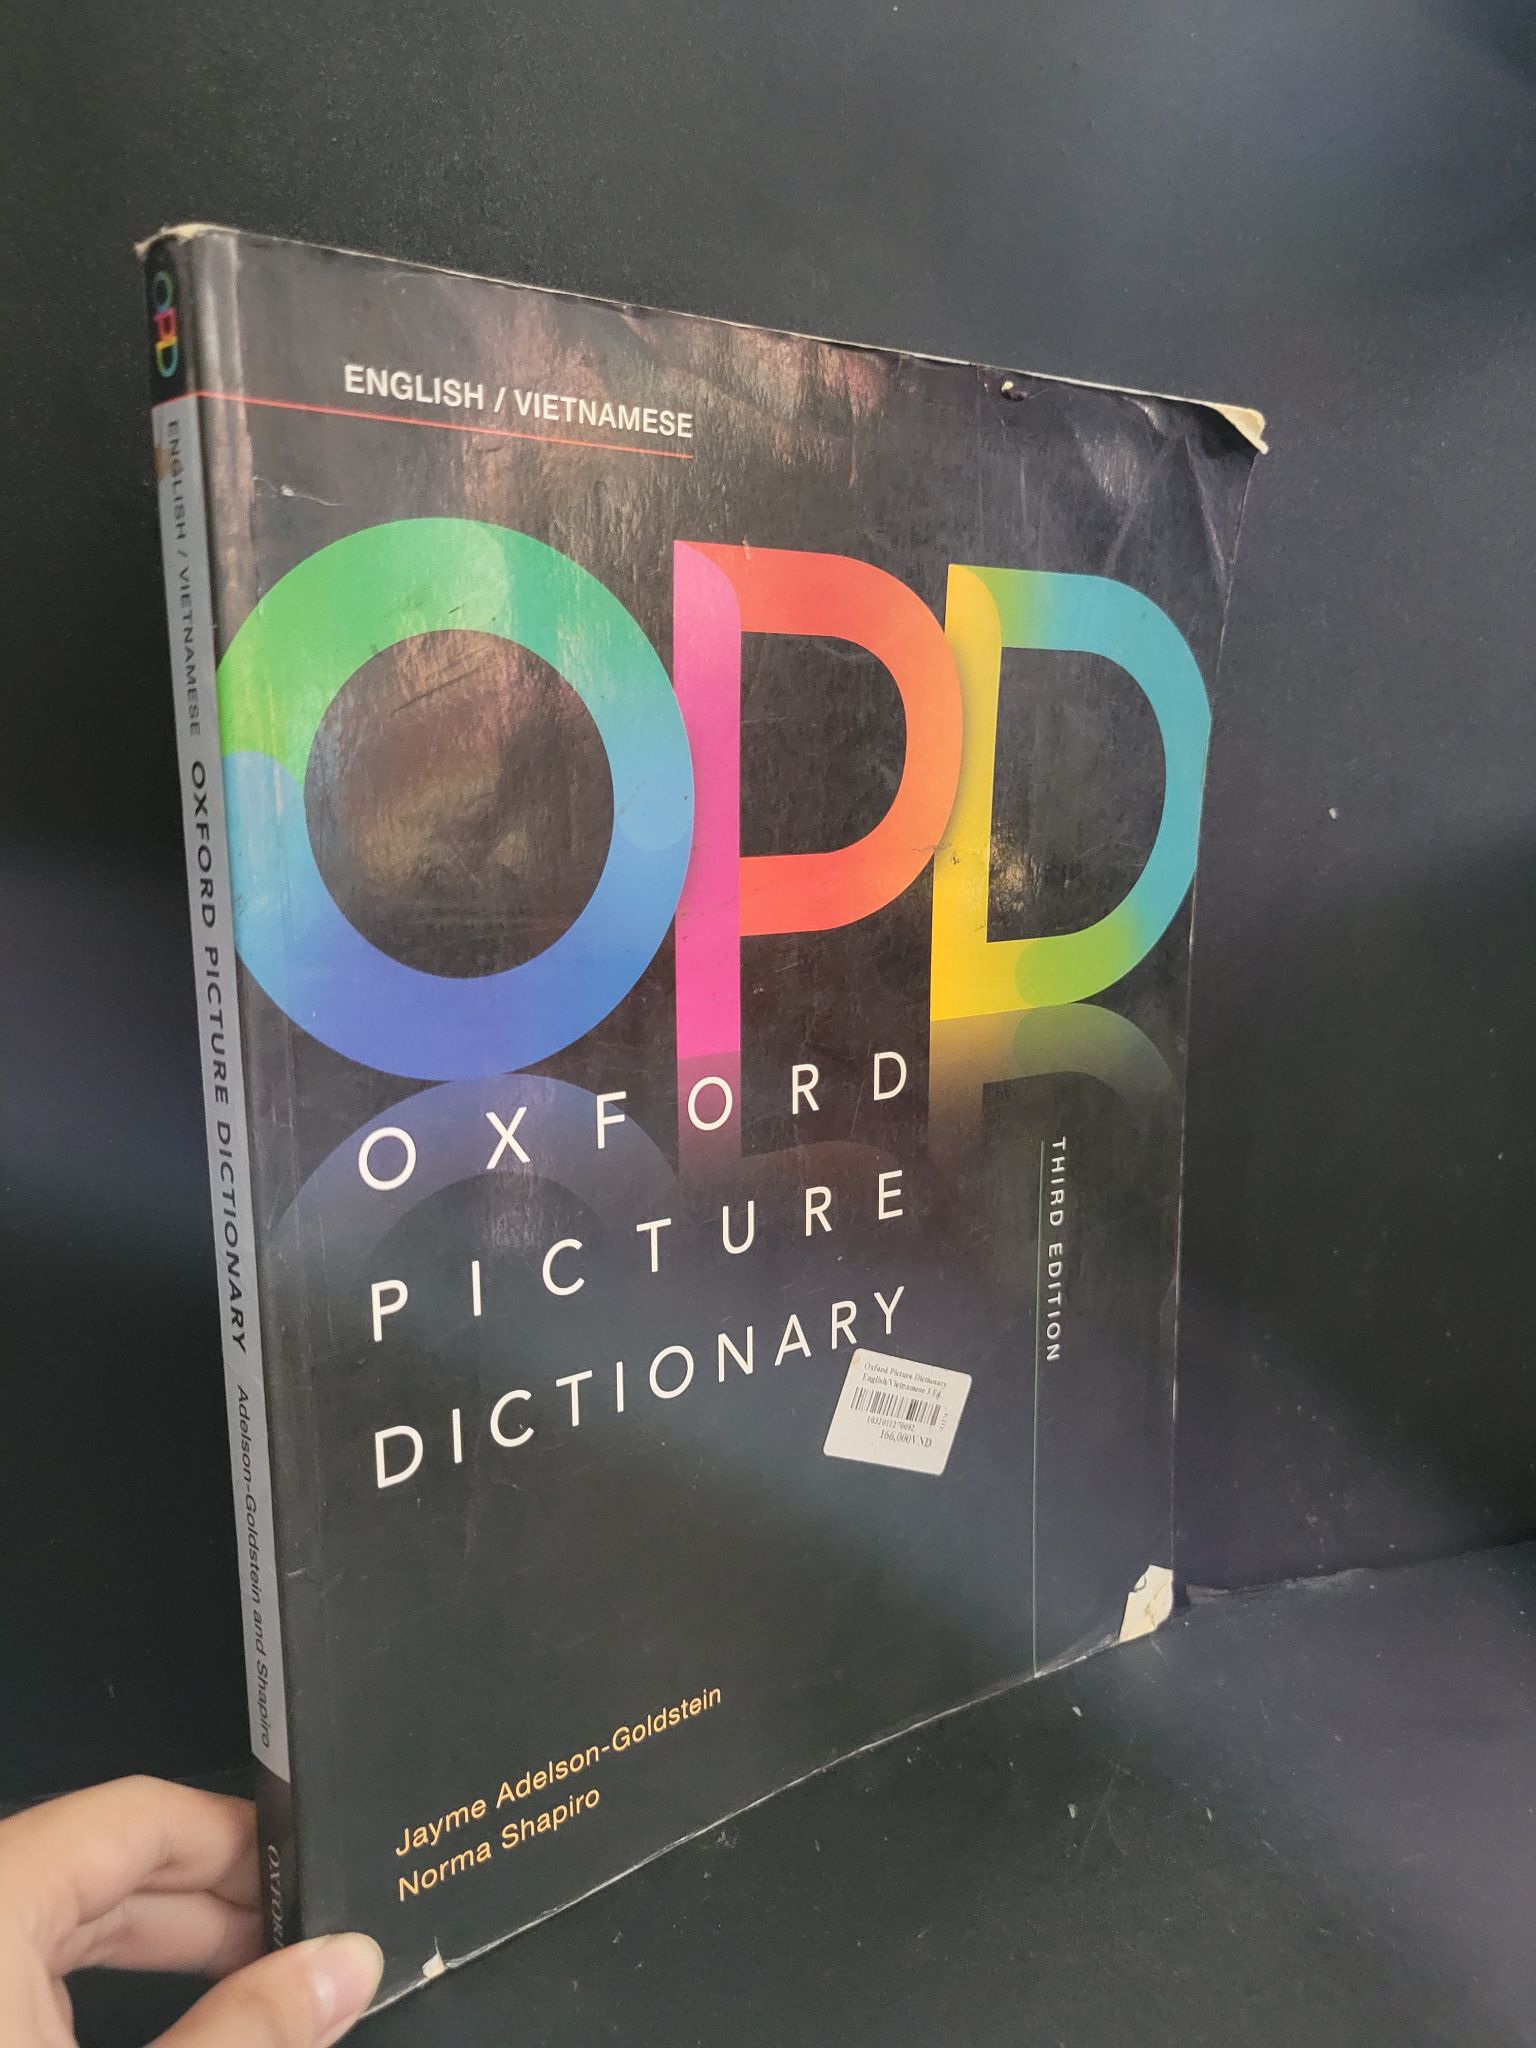 OPD
ENGLISH / VIETNAMESE OXFORD PICTURE DICTIONARY Adelson-Goldstein and Shapiro
ENGLISH / VIETNAMESE
OPD
OXFORD
PICTURE
DICTIONARY
THIRD EDITION
Oxford Picture Dictionary
English/Vietnamese 3 Ed
1032011270092
166,000VND
Jayme Adelson-Goldstein
Norma Shapiro